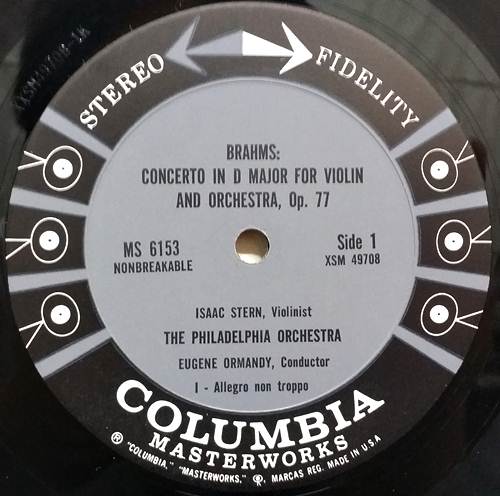 STEREO FIDELITY
BRAHMS:
CONCERTO IN D MAJOR FOR VIOLIN
AND ORCHESTRA, Op. 77
MS 6153
NONBREAKABLE
Side 1
XSM 49708
ISAAC STERN, Violinist
THE PHILADELPHIA ORCHESTRA
EUGENE ORMANDY, Conductor
I - Allegro non troppo
COLUMBIA
MASTERWORKS
® "COLUMBIA," "MASTERWORKS," ℗, MARCAS REG. MADE IN U.S.A